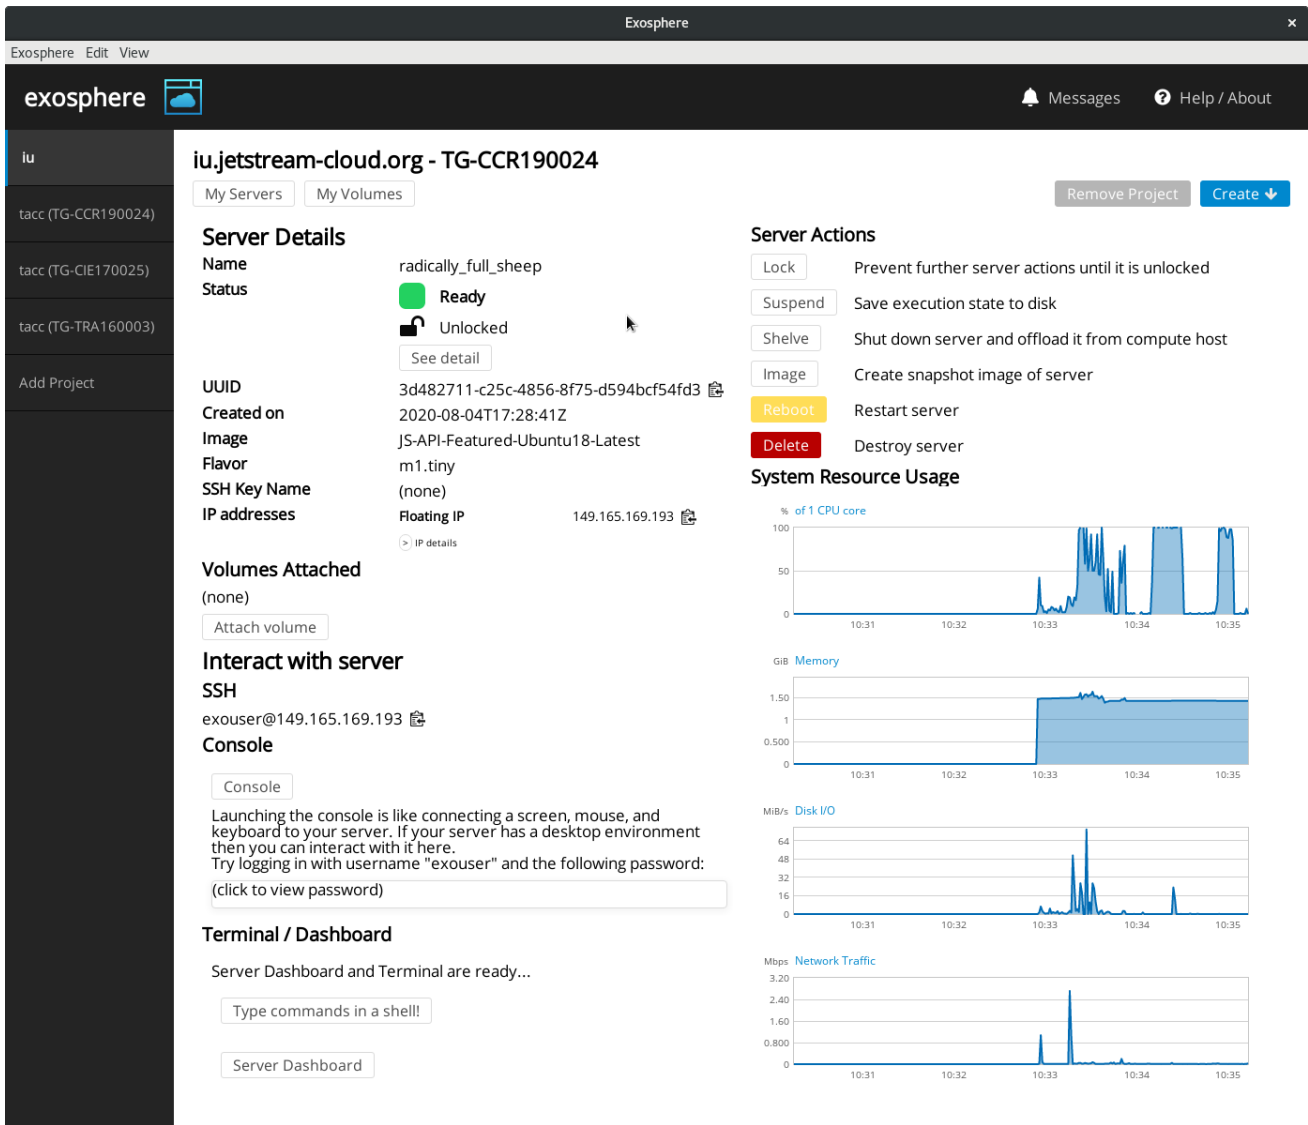 Exosphere
×
Exosphere Edit View
exosphere
Messages
Help / About
iu
tacc (TG-CCR190024)
tacc (TG-CIE170025)
tacc (TG-TRA160003)
Add Project
iu.jetstream-cloud.org - TG-CCR190024
My Servers
My Volumes
Remove Project
Create
Server Details
Name radically_full_sheep
Status Ready
Unlocked
See detail
UUID 3d482711-c25c-4856-8f75-d594bcf54fd3
Created on 2020-08-04T17:28:41Z
Image JS-API-Featured-Ubuntu18-Latest
Flavor m1.tiny
SSH Key Name (none)
IP addresses Floating IP 149.165.169.193
> IP details
Volumes Attached
(none)
Attach volume
Interact with server
SSH
exouser@149.165.169.193
Console
Console
Launching the console is like connecting a screen, mouse, and
keyboard to your server. If your server has a desktop environment
then you can interact with it here.
Try logging in with username "exouser" and the following password:
(click to view password)
Terminal / Dashboard
Server Dashboard and Terminal are ready...
Type commands in a shell!
Server Dashboard
Server Actions
Lock Prevent further server actions until it is unlocked
Suspend Save execution state to disk
Shelve Shut down server and offload it from compute host
Image Create snapshot image of server
Reboot Restart server
Delete Destroy server
System Resource Usage
% of 1 CPU core
100
50
0
10:31 10:32 10:33 10:34 10:35
GiB Memory
1.50
1
0.500
0
10:31 10:32 10:33 10:34 10:35
MiB/s Disk I/O
64
48
32
16
0
10:31 10:32 10:33 10:34 10:35
Mbps Network Traffic
3.20
2.40
1.60
0.800
0
10:31 10:32 10:33 10:34 10:35